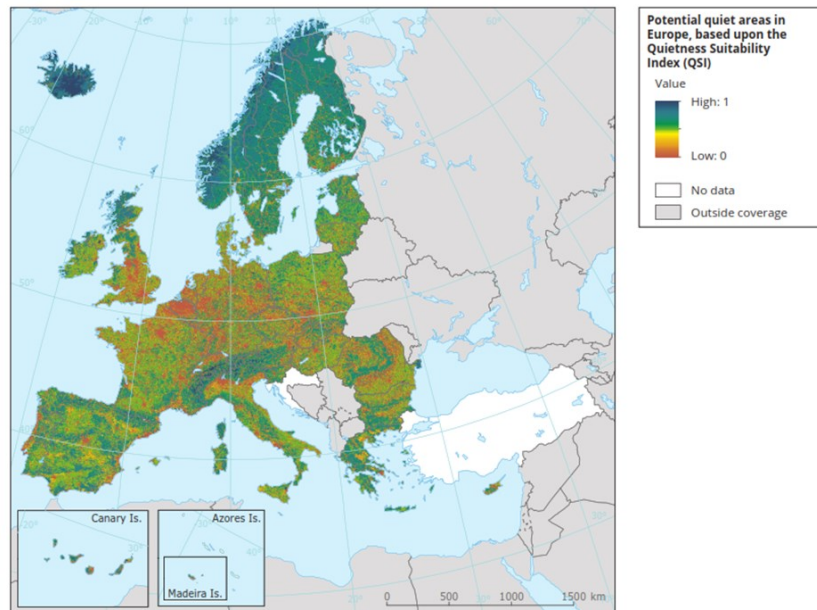 Potential quiet areas in
Europe, based upon the
Quietness Suitability
Index (QSI)
Value
High: 1
Low: 0
No data
Outside coverage
Canary Is.
Azores Is.
Madeira Is.
0 500 1000 1500 km